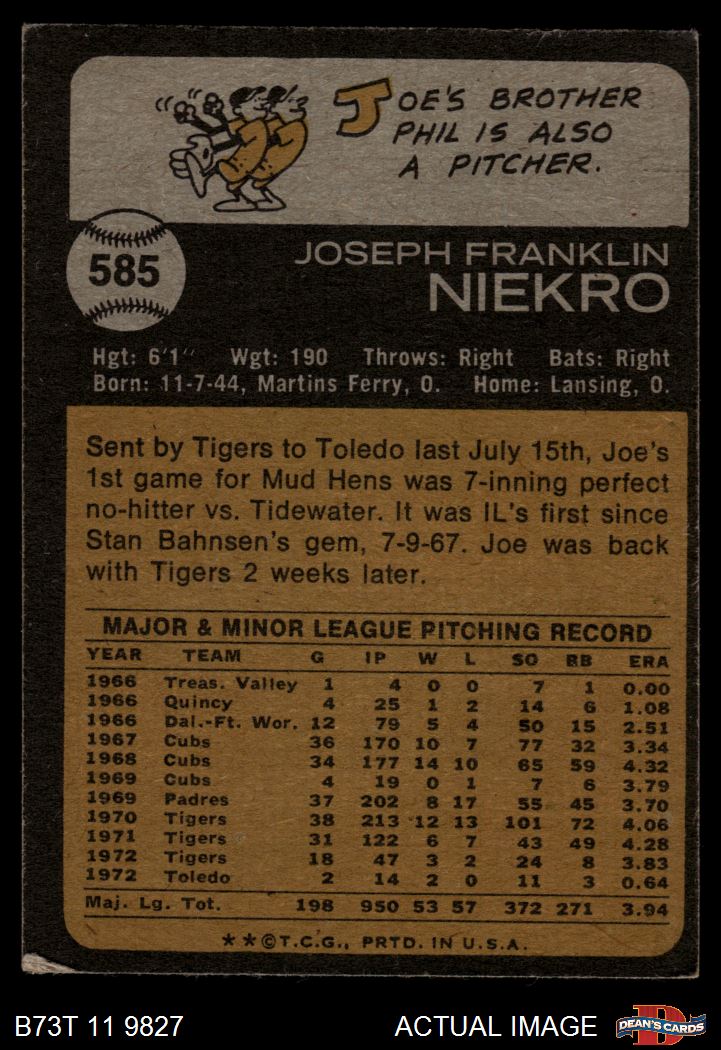 JOE'S BROTHER
PHIL IS ALSO
A PITCHER.
585
JOSEPH FRANKLIN
NIEKRO
Hgt: 6'1" Wgt: 190 Throws: Right Bats: Right
Born: 11-7-44, Martins Ferry, O. Home: Lansing, O.
Sent by Tigers to Toledo last July 15th, Joe's
1st game for Mud Hens was 7-inning perfect
no-hitter vs. Tidewater. It was IL's first since
Stan Bahnsen's gem, 7-9-67. Joe was back
with Tigers 2 weeks later.
MAJOR & MINOR LEAGUE PITCHING RECORD
YEAR TEAM G IP W L SO BB ERA
1966 Treas. Valley 1 4 0 0 7 1 0.00
1966 Quincy 4 25 1 2 14 6 1.08
1966 Dal.-Ft. Wor. 12 79 5 4 50 15 2.51
1967 Cubs 36 170 10 7 77 32 3.34
1968 Cubs 34 177 14 10 65 59 4.32
1969 Cubs 4 19 0 1 7 6 3.79
1969 Padres 37 202 8 17 55 45 3.70
1970 Tigers 38 213 12 13 101 72 4.06
1971 Tigers 31 122 6 7 43 49 4.28
1972 Tigers 18 47 3 2 24 8 3.83
1972 Toledo 2 14 2 0 11 3 0.64
Maj. Lg. Tot. 198 950 53 57 372 271 3.94
**©T.C.G., PRTD. IN U.S.A.
B73T 11 9827 ACTUAL IMAGE DEAN'S CARDS